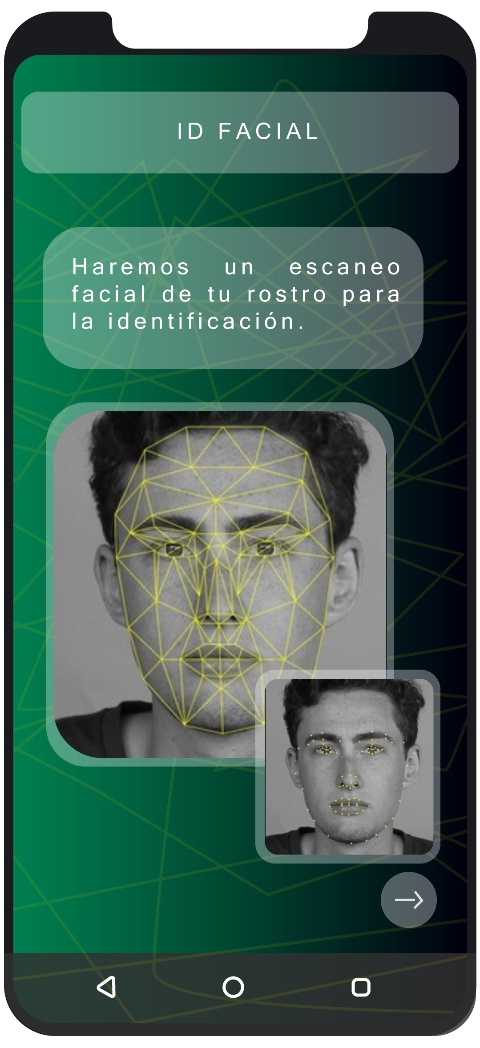 ID FACIAL
Haremos un escaneo
facial de tu rostro para
la identificación.